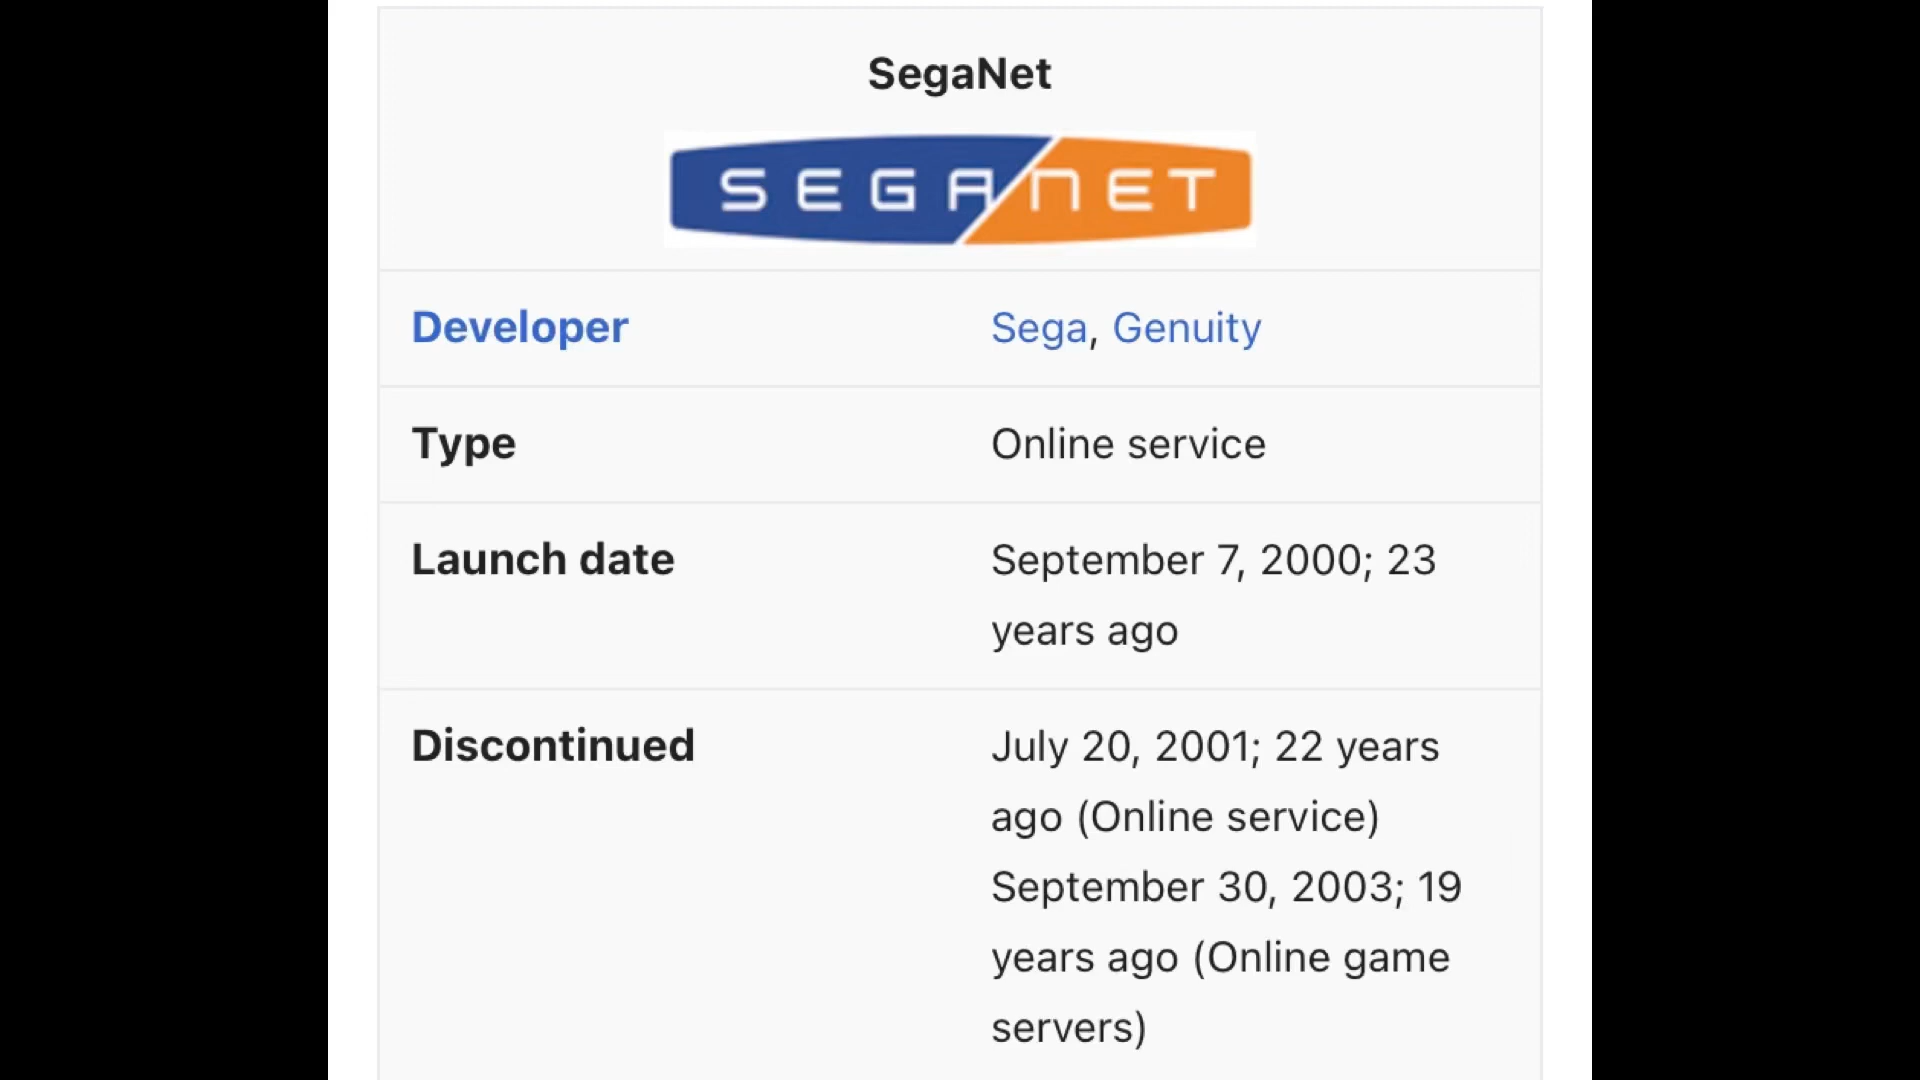 SegaNet
SEGANET
Developer Sega, Genuity
Type Online service
Launch date September 7, 2000; 23
years ago
Discontinued July 20, 2001; 22 years
ago (Online service)
September 30, 2003; 19
years ago (Online game
servers)